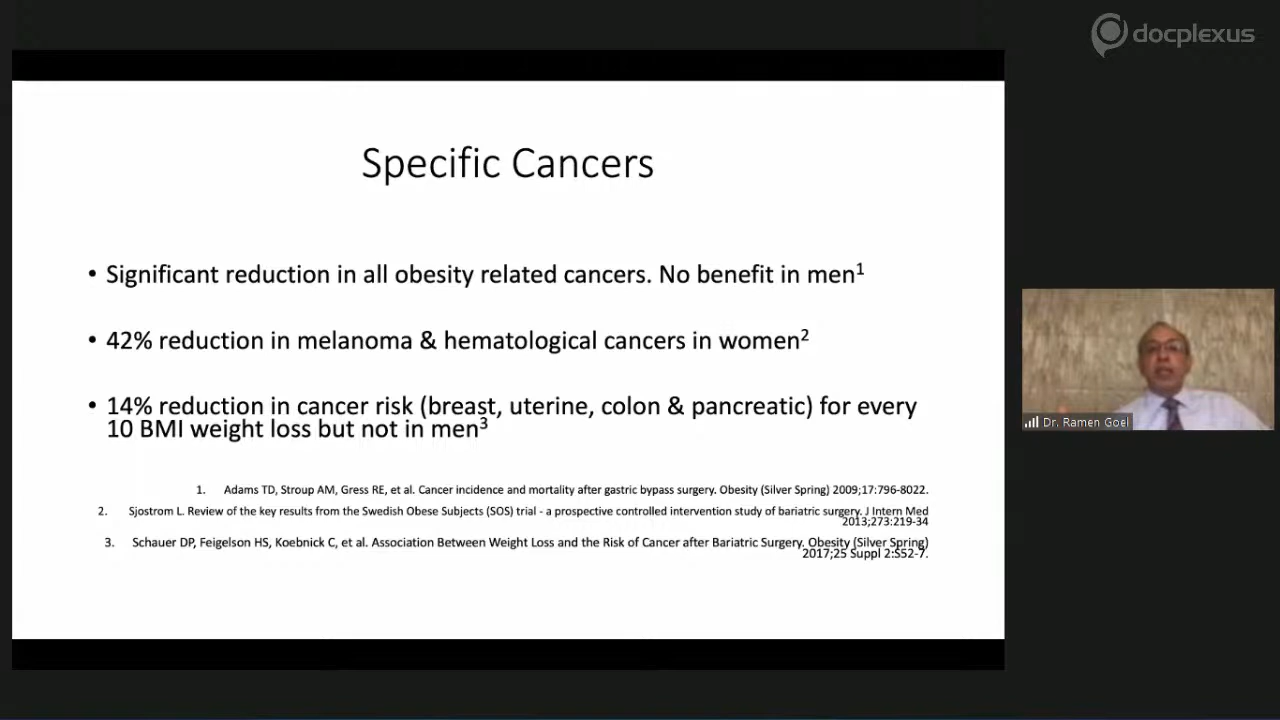 docplexus
Specific Cancers
• Significant reduction in all obesity related cancers. No benefit in men1
• 42% reduction in melanoma & hematological cancers in women2
• 14% reduction in cancer risk (breast, uterine, colon & pancreatic) for every
10 BMI weight loss but not in men3
1. Adams TD, Stroup AM, Gress RE, et al. Cancer incidence and mortality after gastric bypass surgery. Obesity (Silver Spring) 2009;17:796-8022.
2. Sjostrom L. Review of the key results from the Swedish Obese Subjects (SOS) trial - a prospective controlled intervention study of bariatric surgery. J Intern Med
2013;273:219-34
3. Schauer DP, Feigelson HS, Koebnick C, et al. Association Between Weight Loss and the Risk of Cancer after Bariatric Surgery. Obesity (Silver Spring)
2017;25 Suppl 2:S52-7.
Dr. Ramen Goel